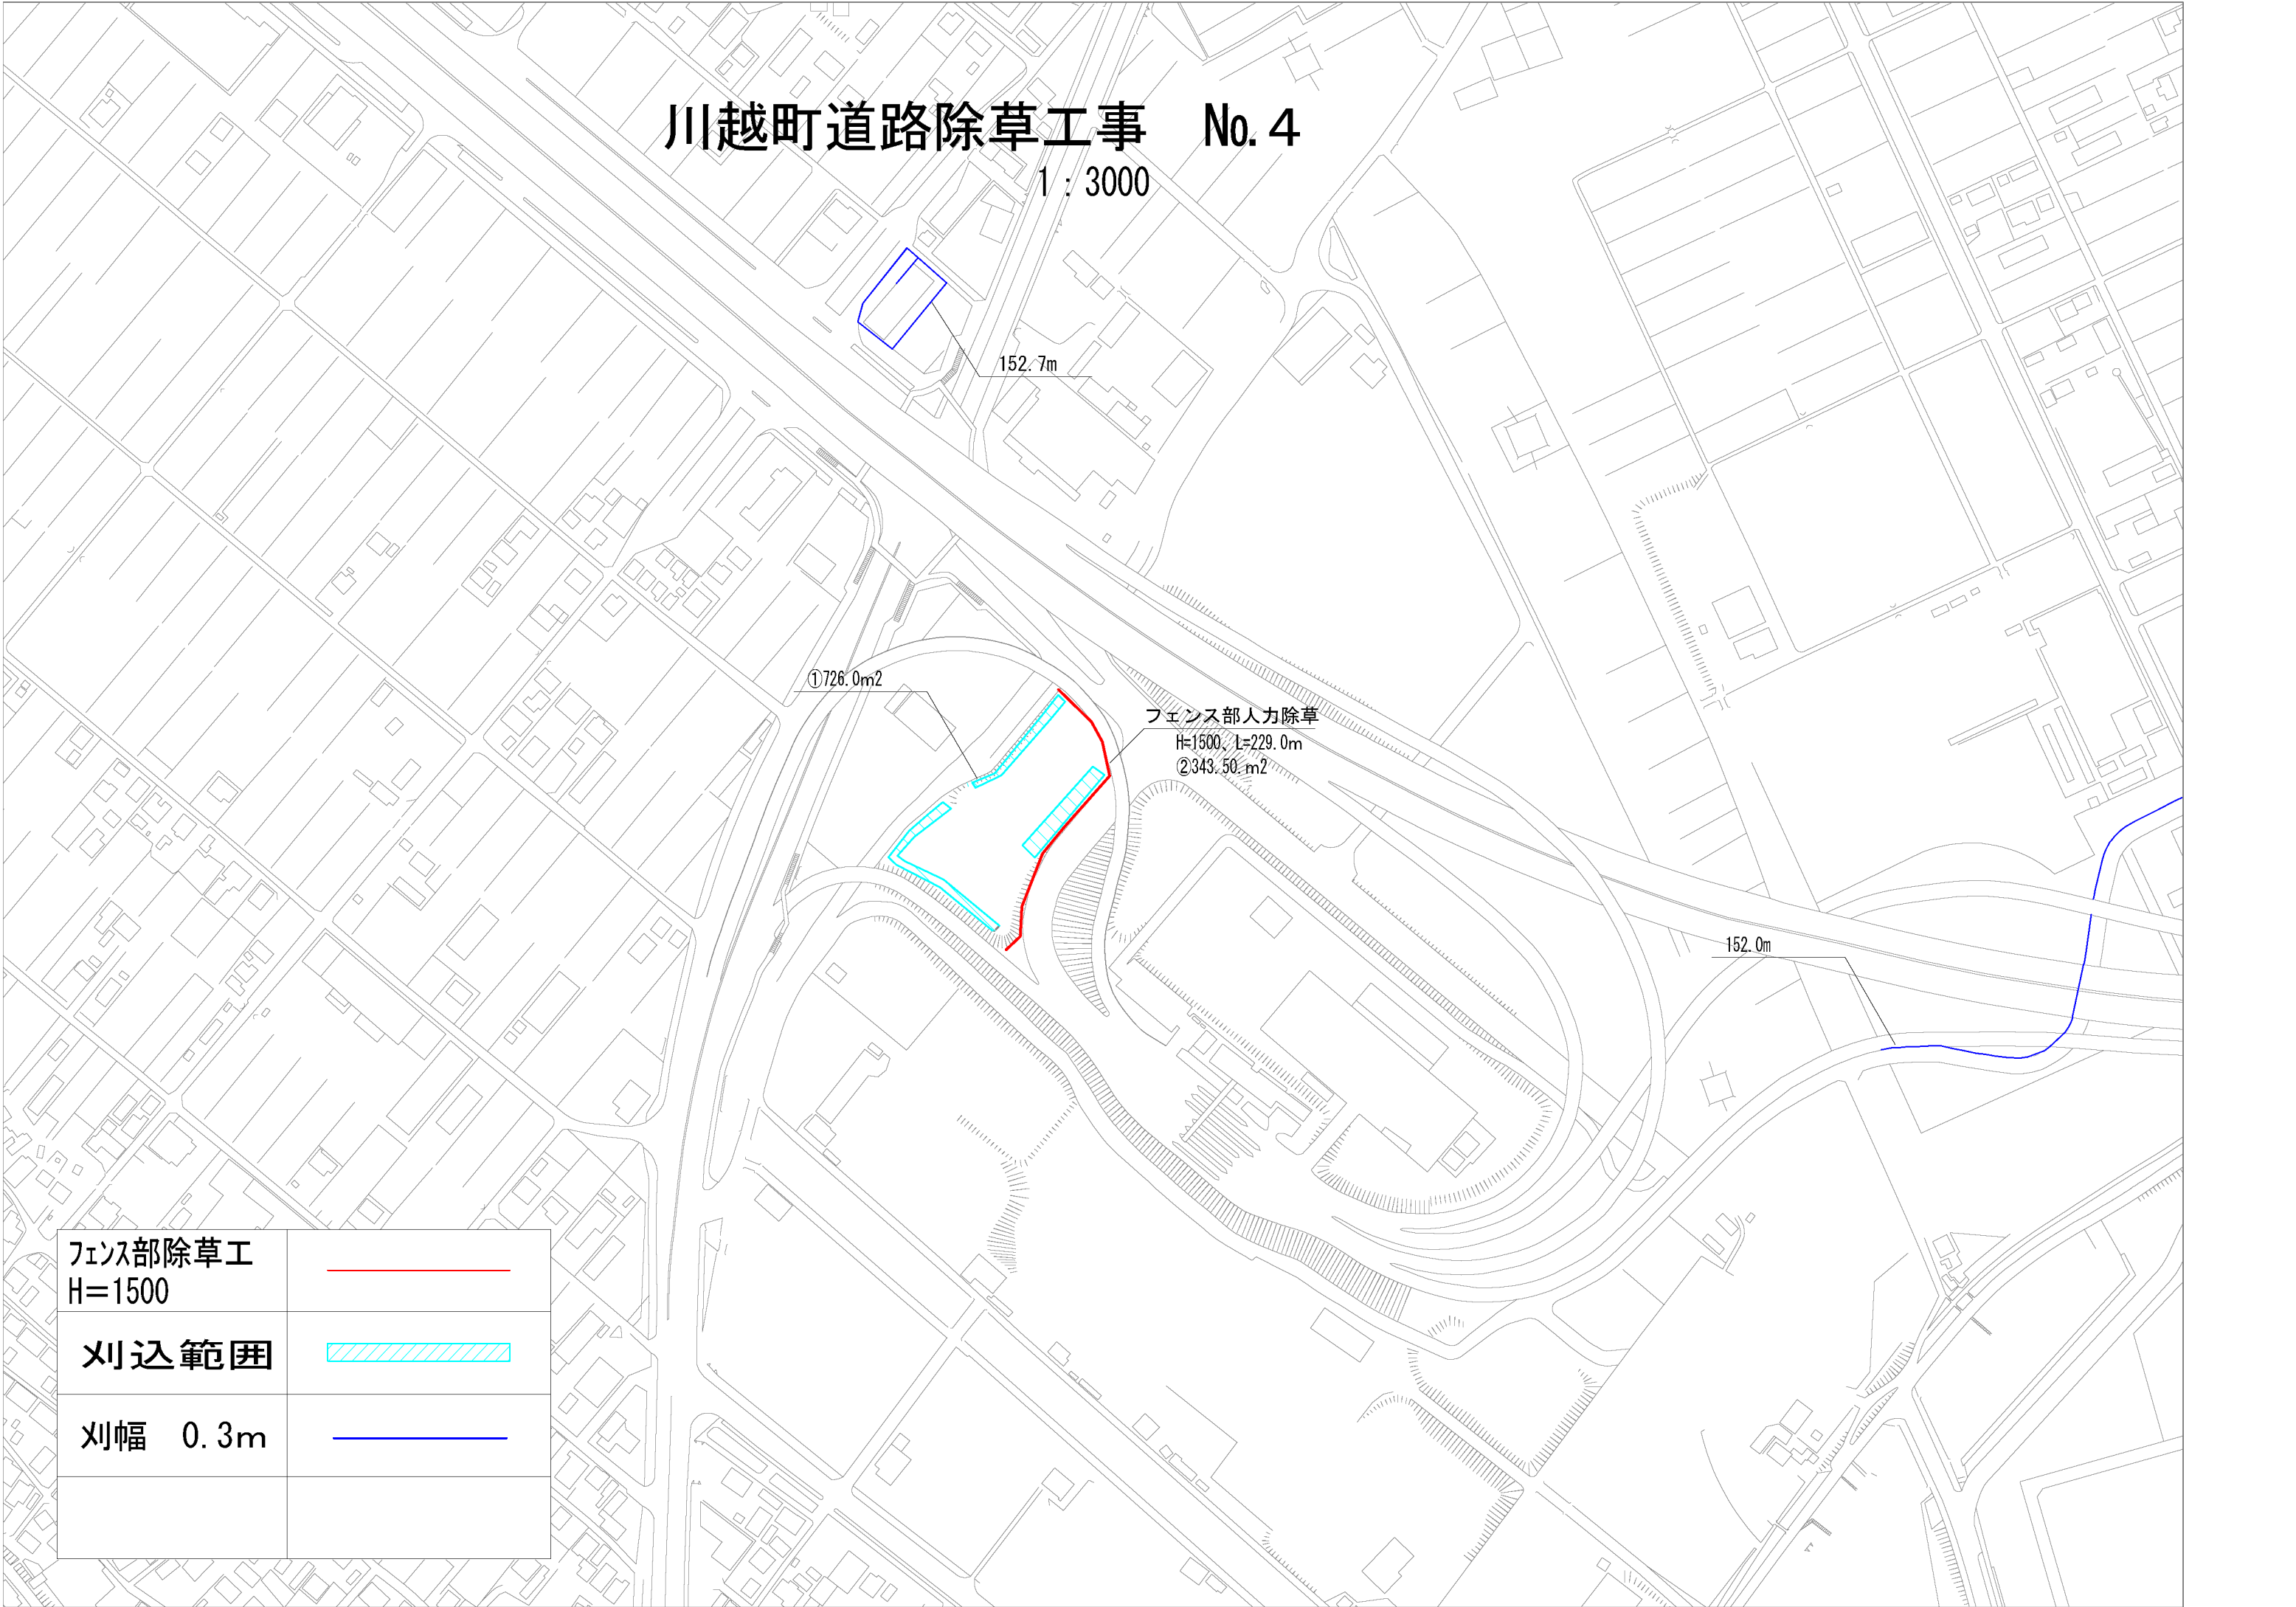 川越町道路除草工事　№.4
1：3000
152.7m
①726.0m2
フェンス部人力除草
H=1500、L=229.0m
②343.50.m2
152.0m
フェンス部除草工
H＝1500
刈込範囲
刈幅　0.3m